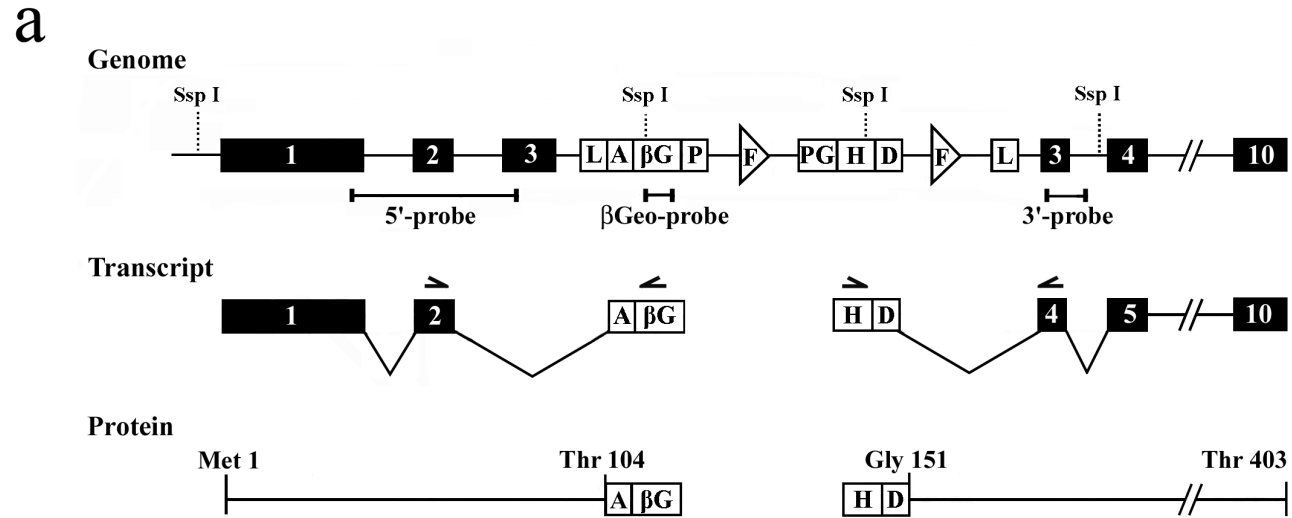 a
Genome
Ssp I Ssp I Ssp I Ssp I
1 2 3 L A βG P F PG H D F L 3 4 10
5'-probe βGeo-probe 3'-probe
Transcript
1 2 A βG H D 4 5 10
Protein
Met 1 Thr 104 Gly 151 Thr 403
A βG H D